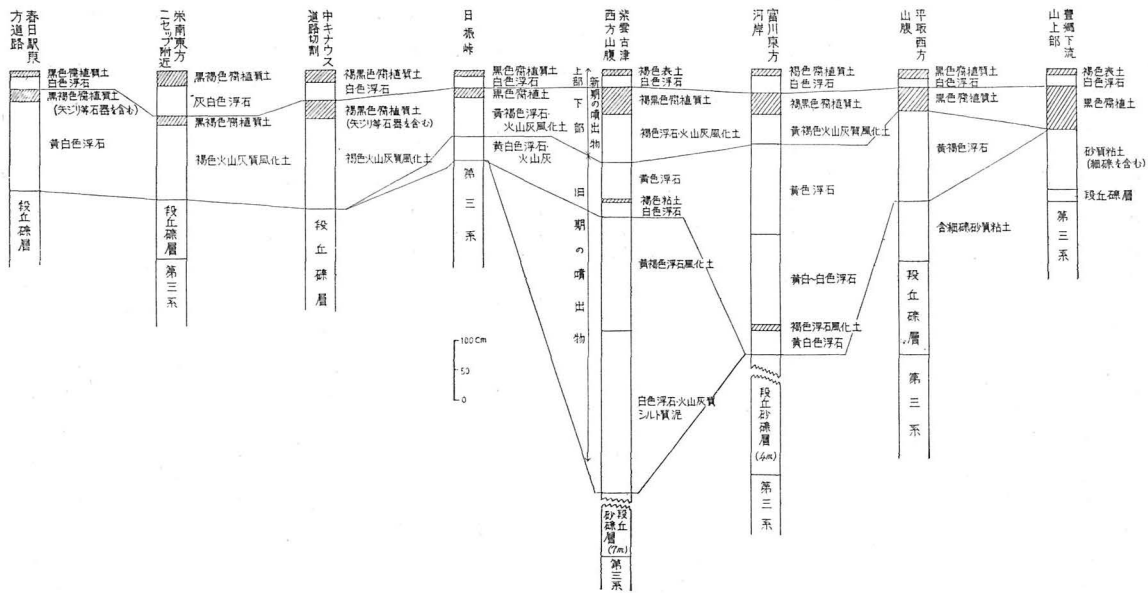 春日駅東
方道路
黒色腐植質土
白色浮石
黒褐色腐植質土
(矢ジリ等石器を含む)
黄白色浮石
段丘礫層
栄南東方
ニセップ附近
黒褐色腐植質土
灰白色浮石
黒褐色腐植質土
褐色火山灰質風化土
段丘礫層
第三系
中キナウス
道路切割
褐黒色腐植質土
白色浮石
褐黒色腐植質土
(矢ジリ等石器を含む)
褐色火山灰質風化土
段丘礫層
日振峠
黒色腐植質土
白色浮石
黒色腐植土
黄褐色浮石・
火山灰風化土
黄白色浮石・
火山灰
第三系
100 Cm
50
0
紫雲古津
西方山腹
上部
下部
新期の噴出物
旧期の噴出物
褐色表土
白色浮石
褐黒色腐植質土
褐色浮石・火山灰風化土
黄色浮石
褐色粘土
白色浮石
黄褐色浮石風化土
白色浮石・火山灰質
シルト質泥
段丘
砂礫層
(7m)
第三系
富川東方
河岸
褐色腐植質土
白色浮石
褐黒色腐植質土
黄褐色火山灰質風化土
黄色浮石
黄白~白色浮石
褐色浮石風化土
黄白色浮石
段丘砂礫層
(4m)
第三系
平取西方
山腹
黒色腐植質土
白色浮石
黒色腐植質土
黄褐色浮石
含細礫砂質粘土
段丘礫層
第三系
豊郷下流
山上部
褐色表土
白色浮石
黒色腐植土
砂質粘土
(細礫を含む)
段丘礫層
第三系